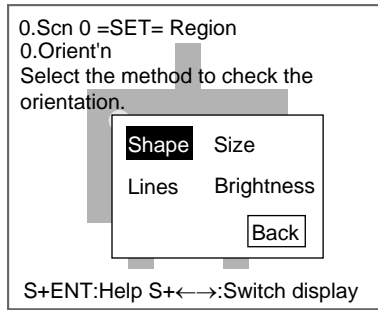 0.Scn 0 =SET= Region
0.Orient'n
Select the method to check the
orientation.
Shape Size
Lines Brightness
Back
S+ENT:Help S+←→:Switch display